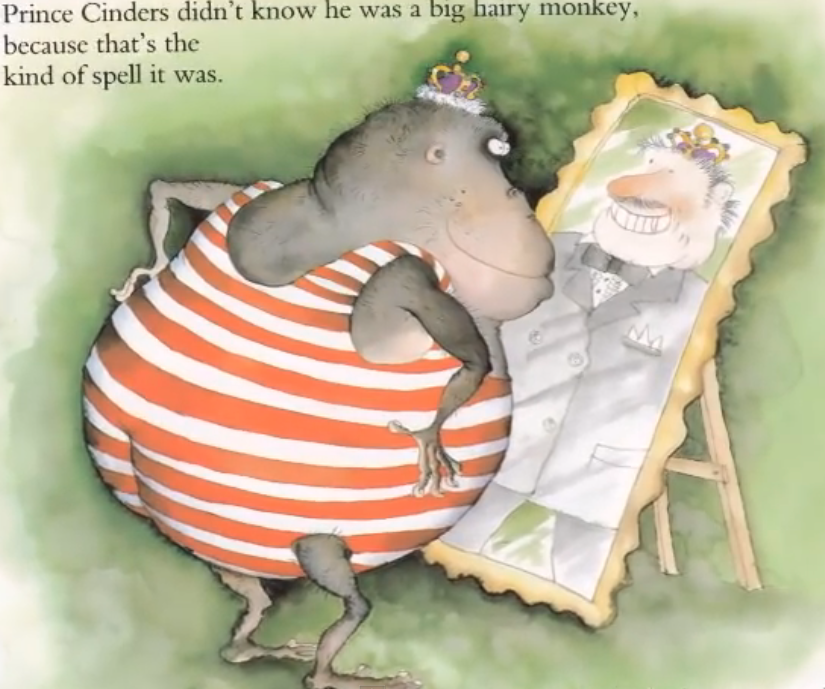 Prince Cinders didn't know he was a big hairy monkey,
because that's the
kind of spell it was.